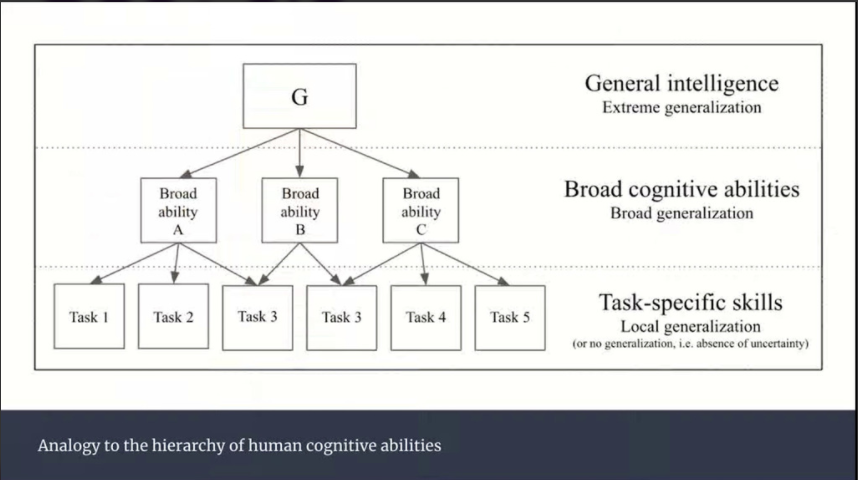 G
General intelligence
Extreme generalization
Broad
ability
A
Broad
ability
B
Broad
ability
C
Broad cognitive abilities
Broad generalization
Task 1
Task 2
Task 3
Task 3
Task 4
Task 5
Task-specific skills
Local generalization
(or no generalization, i.e. absence of uncertainty)
Analogy to the hierarchy of human cognitive abilities